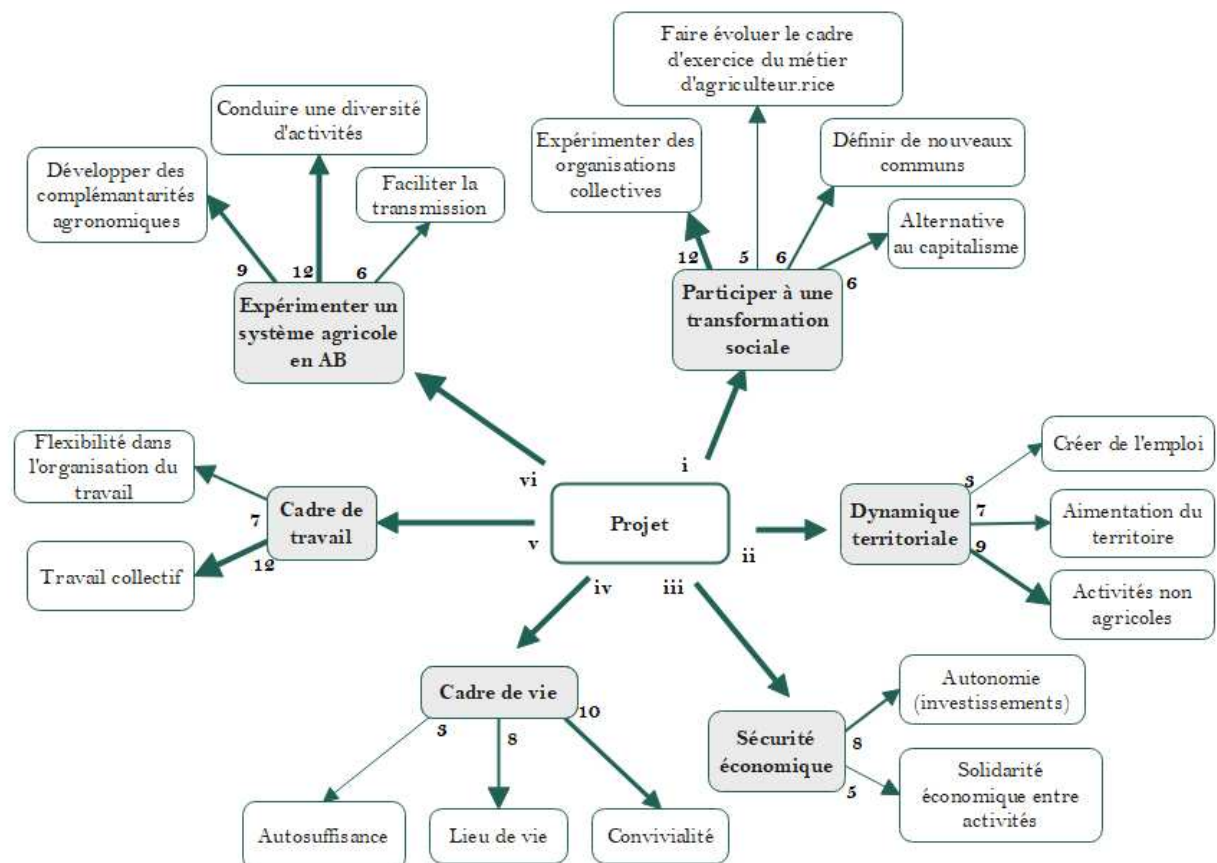 Faire évoluer le cadre
d'exercice du métier
d'agriculteur.rice
Conduire une diversité
d'activités
Expérimenter des
organisations
collectives
Définir de nouveaux
communs
Développer des
complémantarités
agronomiques
Faciliter la
transmission
Alternative
au capitalisme
9
12
6
12
5
6
6
Expérimenter un
système agricole
en AB
Participer à une
transformation
sociale
Flexibilité dans
l'organisation du
travail
Créer de l'emploi
vi
i
3
7
Cadre de
travail
7
12
Projet
Dynamique
territoriale
7
9
Aimentation du
territoire
v
ii
Travail collectif
iv
iii
Activités non
agricoles
Cadre de vie
3
8
10
Autonomie
(investissements)
Sécurité
économique
8
5
Solidarité
économique entre
activités
Autosuffisance
Lieu de vie
Convivialité